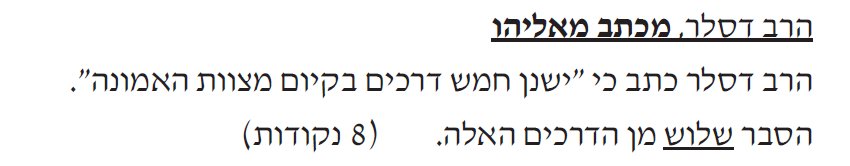 הרב דסלר, מכתב מאליהו
הרב דסלר כתב כי "ישנן חמש דרכים בקיום מצוות האמונה".
הסבר שלוש מן הדרכים האלה. (8 נקודות)